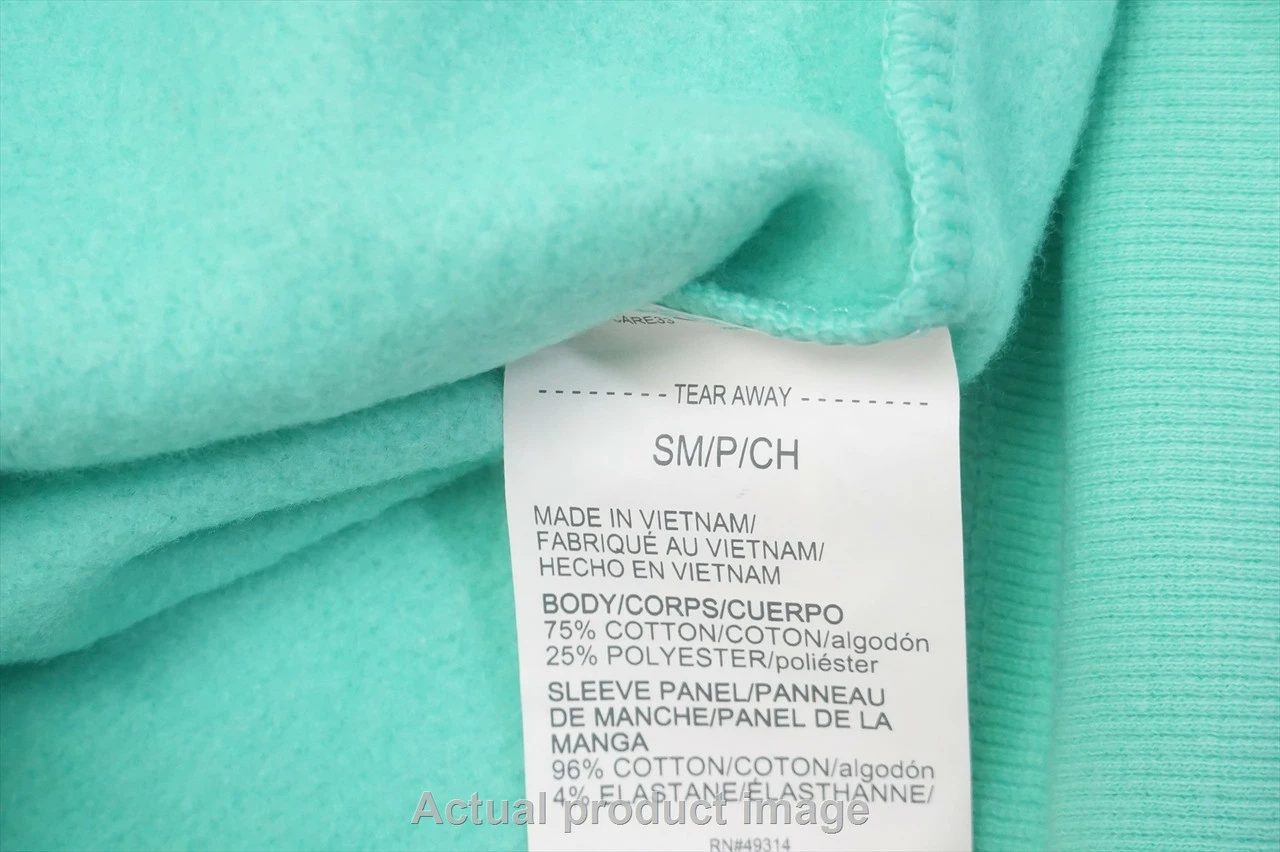 - - - - - - - - TEAR AWAY - - - - - - - -
SM/P/CH
MADE IN VIETNAM/
FABRIQUÉ AU VIETNAM/
HECHO EN VIETNAM
BODY/CORPS/CUERPO
75% COTTON/COTON/algodón
25% POLYESTER/poliéster
SLEEVE PANEL/PANNEAU
DE MANCHE/PANEL DE LA
MANGA
96% COTTON/COTON/algodón
4% ELASTANE/ÉLASTHANNE/
Actual product image
RN#49314